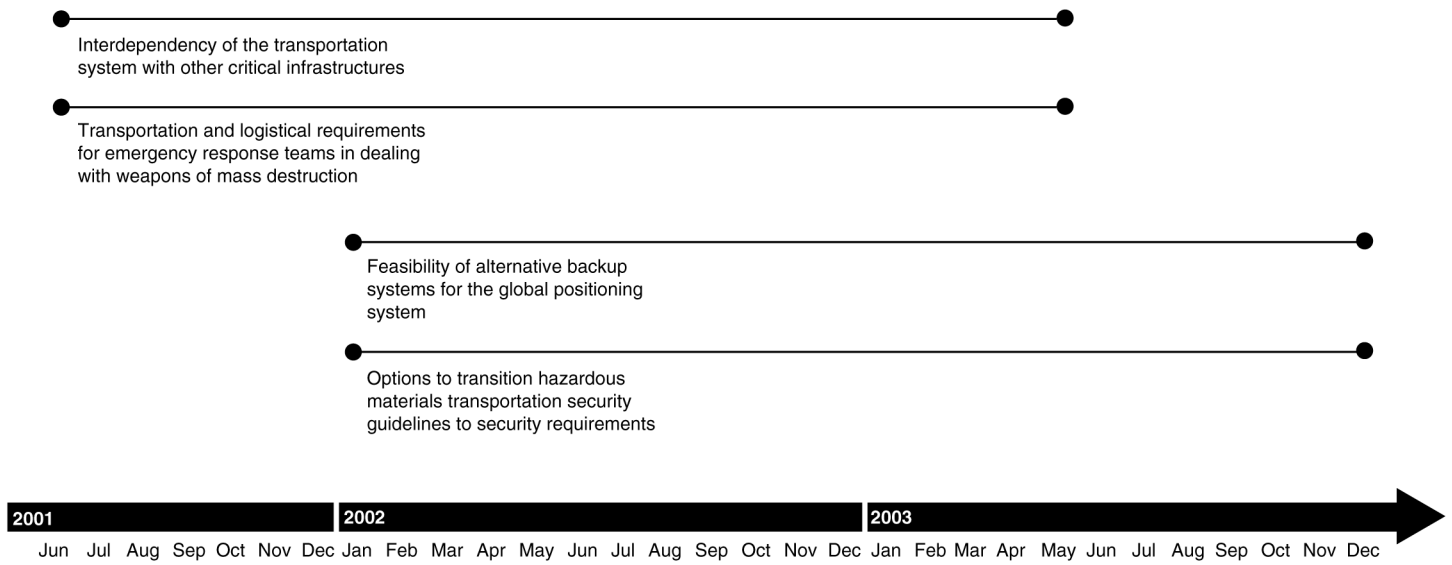 Interdependency of the transportation
system with other critical infrastructures
Transportation and logistical requirements
for emergency response teams in dealing
with weapons of mass destruction
Feasibility of alternative backup
systems for the global positioning
system
Options to transition hazardous
materials transportation security
guidelines to security requirements
2001 2002 2003
Jun Jul Aug Sep Oct Nov Dec Jan Feb Mar Apr May Jun Jul Aug Sep Oct Nov Dec Jan Feb Mar Apr May Jun Jul Aug Sep Oct Nov Dec